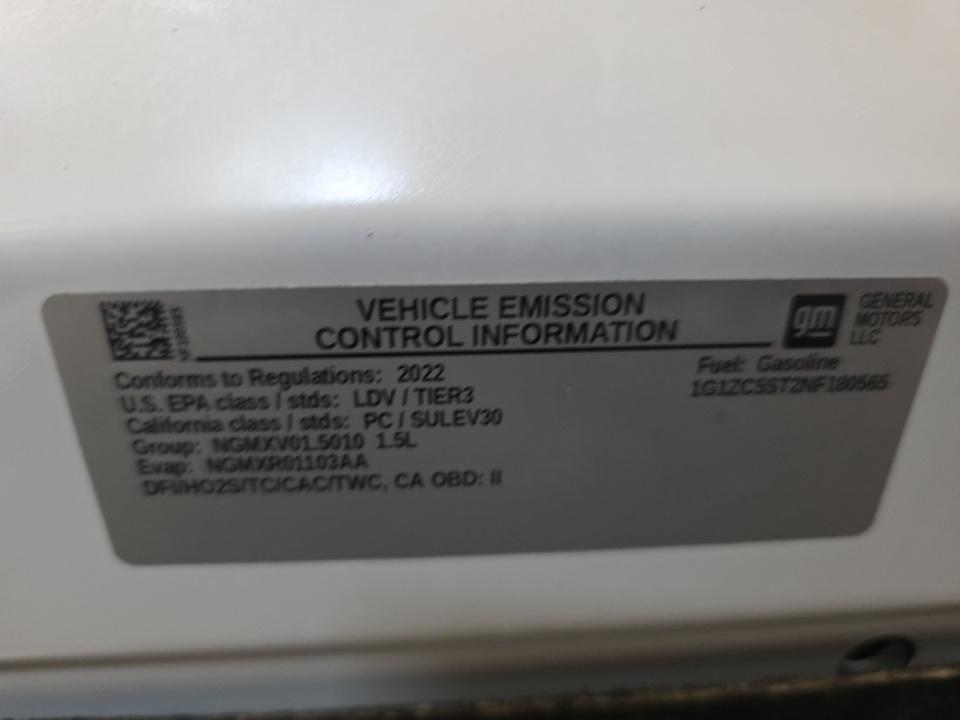 VEHICLE EMISSION
CONTROL INFORMATION
gm
GENERAL
MOTORS
LLC
Conforms to Regulations: 2022
U.S. EPA class / stds: LDV / TIER3
California class / stds: PC / SULEV30
Group: NGMXV01.5010 1.5L
Evap: NGMXR01103AA
DFI/HO2S/TC/CAC/TWC, CA OBD: II
Fuel: Gasoline
1G1ZC5ST2NF180565